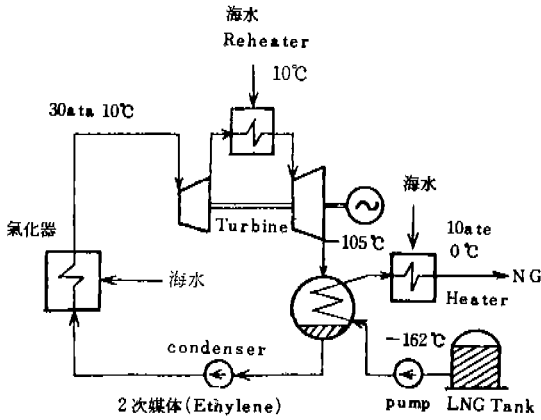 海水
Reheater
10℃
30ata 10℃
海水
Turbine
10ate
0℃
-105℃
NG
氣化器
海水
Heater
-162℃
condenser
pump
LNG Tank
2次媒体(Ethylene)